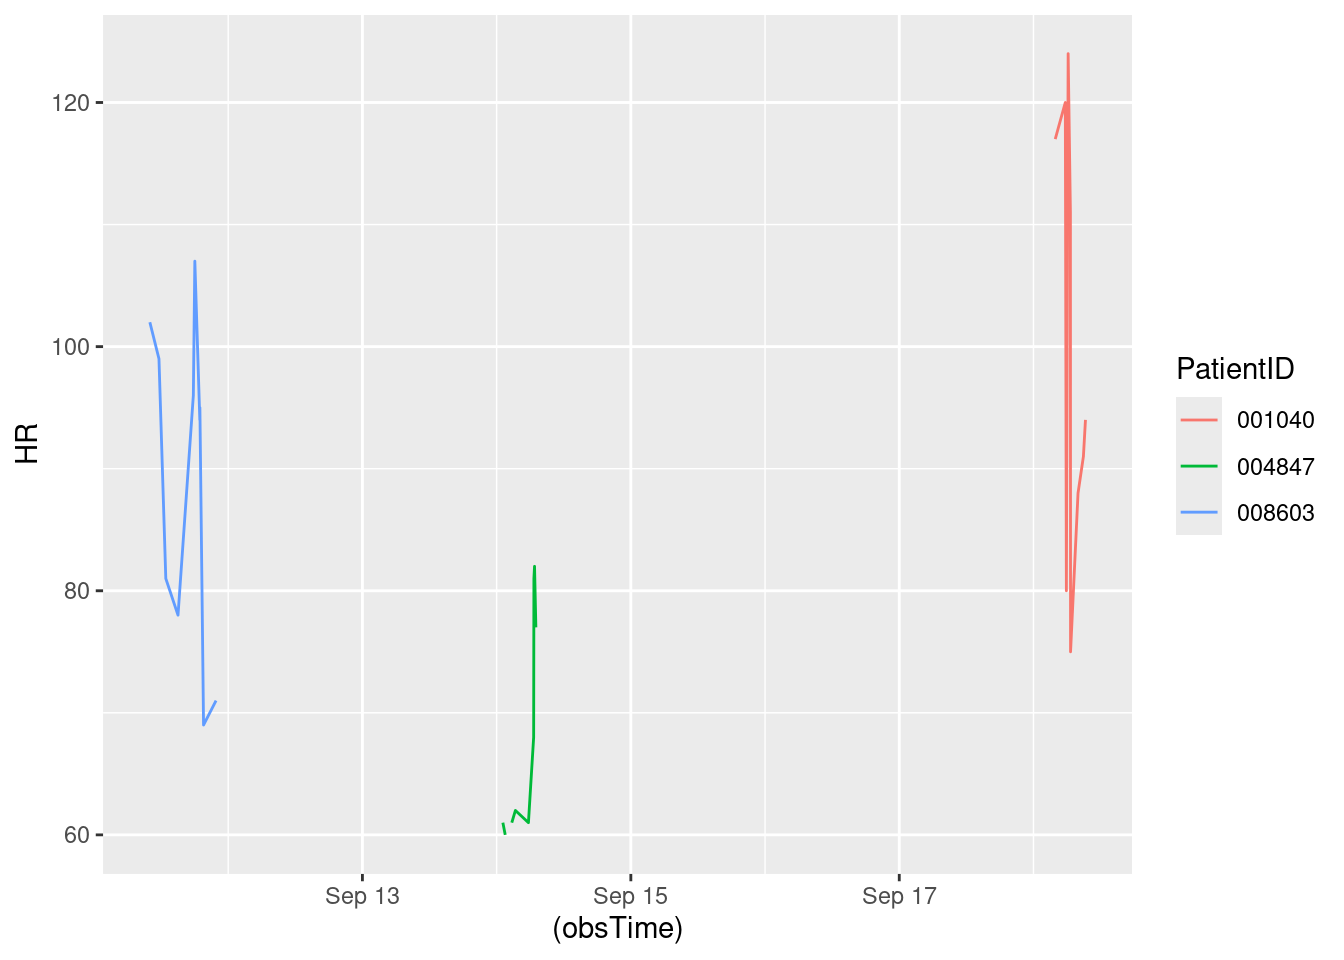 120
100
80
60
HR
Sep 13
Sep 15
Sep 17
(obsTime)
PatientID
001040
004847
008603